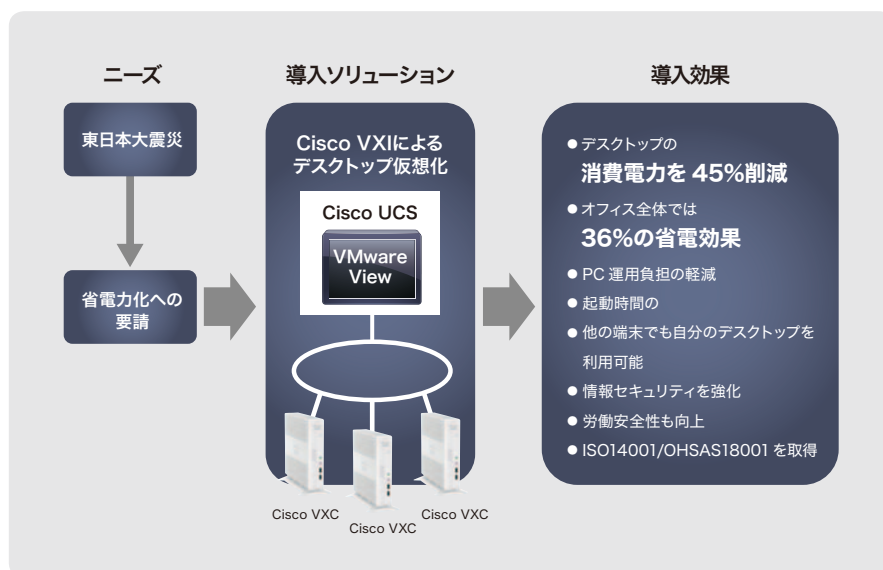 ニーズ
東日本大震災
省電力化への
要請
導入ソリューション
Cisco VXIによる
デスクトップ仮想化
Cisco UCS
VMware
View
Cisco VXC
Cisco VXC
Cisco VXC
導入効果
● デスクトップの
消費電力を 45%削減
● オフィス全体では
36%の省電効果
● PC 運用負担の軽減
● 起動時間の
● 他の端末でも自分のデスクトップを
利用可能
● 情報セキュリティを強化
● 労働安全性も向上
● ISO14001/OHSAS18001 を取得